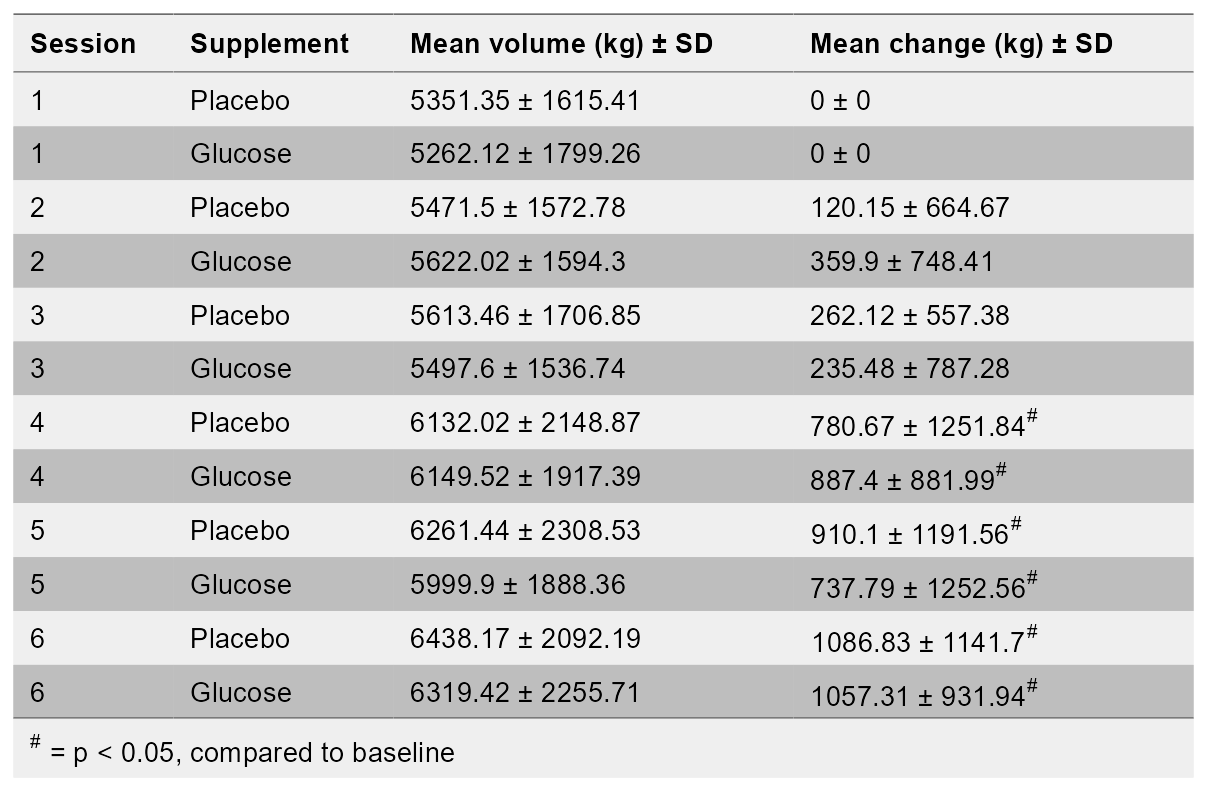 Session Supplement Mean volume (kg) ± SD Mean change (kg) ± SD
1 Placebo 5351.35 ± 1615.41 0 ± 0
1 Glucose 5262.12 ± 1799.26 0 ± 0
2 Placebo 5471.5 ± 1572.78 120.15 ± 664.67
2 Glucose 5622.02 ± 1594.3 359.9 ± 748.41
3 Placebo 5613.46 ± 1706.85 262.12 ± 557.38
3 Glucose 5497.6 ± 1536.74 235.48 ± 787.28
4 Placebo 6132.02 ± 2148.87 780.67 ± 1251.84#
4 Glucose 6149.52 ± 1917.39 887.4 ± 881.99#
5 Placebo 6261.44 ± 2308.53 910.1 ± 1191.56#
5 Glucose 5999.9 ± 1888.36 737.79 ± 1252.56#
6 Placebo 6438.17 ± 2092.19 1086.83 ± 1141.7#
6 Glucose 6319.42 ± 2255.71 1057.31 ± 931.94#
# = p < 0.05, compared to baseline